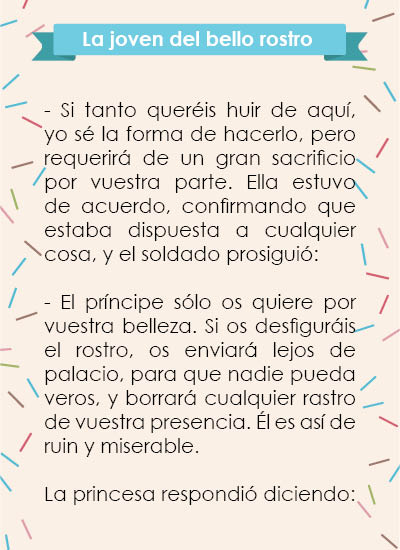 La joven del bello rostro
- Si tanto queréis huir de aquí,
yo sé la forma de hacerlo, pero
requerirá de un gran sacrificio
por vuestra parte. Ella estuvo
de acuerdo, confirmando que
estaba dispuesta a cualquier
cosa, y el soldado prosiguió:
- El príncipe sólo os quiere por
vuestra belleza. Si os desfiguráis
el rostro, os enviará lejos de
palacio, para que nadie pueda
veros, y borrará cualquier rastro
de vuestra presencia. Él es así de
ruin y miserable.
La princesa respondió diciendo: